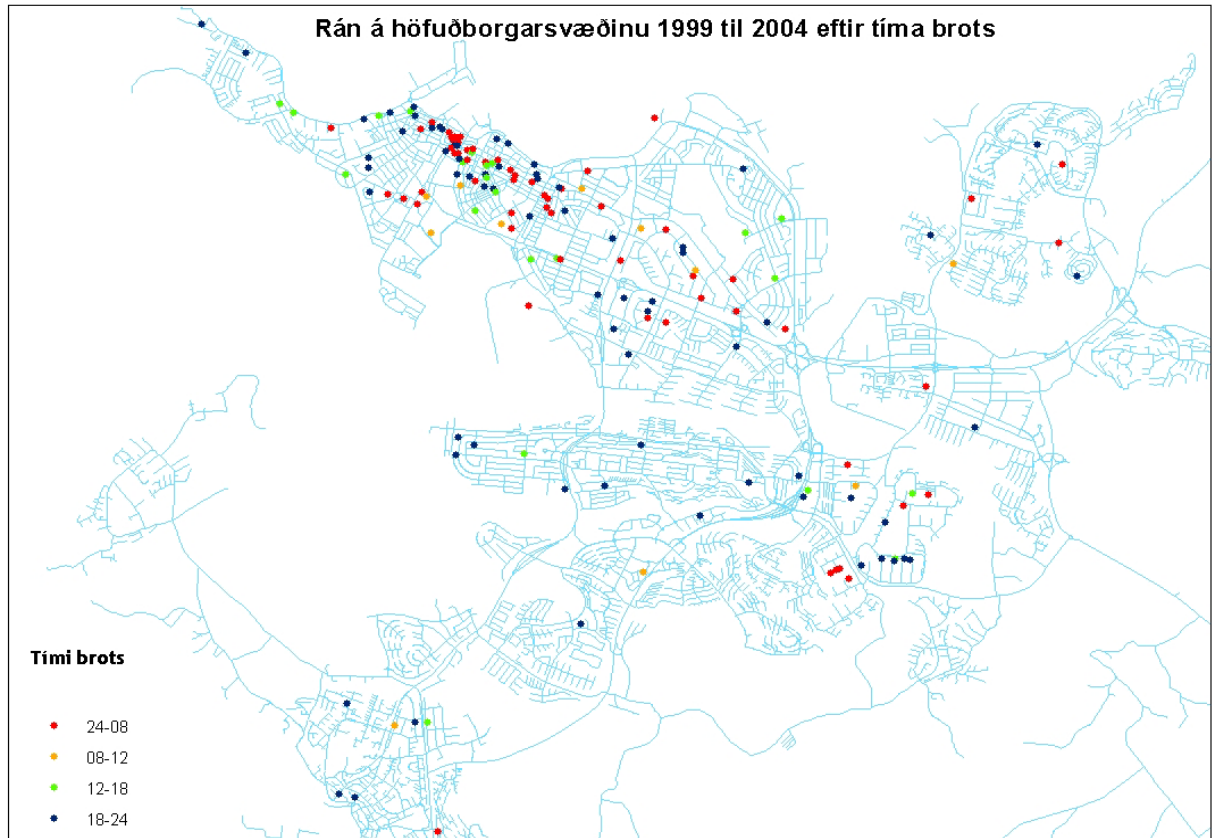 Rán á höfuðborgarsvæðinu 1999 til 2004 eftir tíma brots
Tími brots
24-08
08-12
12-18
18-24